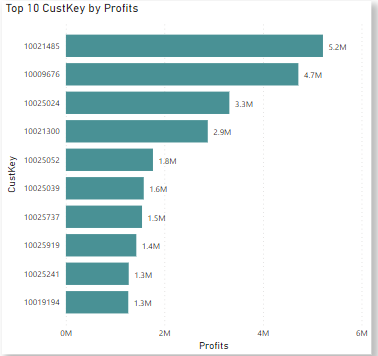 Top 10 CustKey by Profits
CustKey
10021485 5.2M
10009676 4.7M
10025024 3.3M
10021300 2.9M
10025052 1.8M
10025039 1.6M
10025737 1.5M
10025919 1.4M
10025241 1.3M
10019194 1.3M
0M 2M 4M 6M
Profits